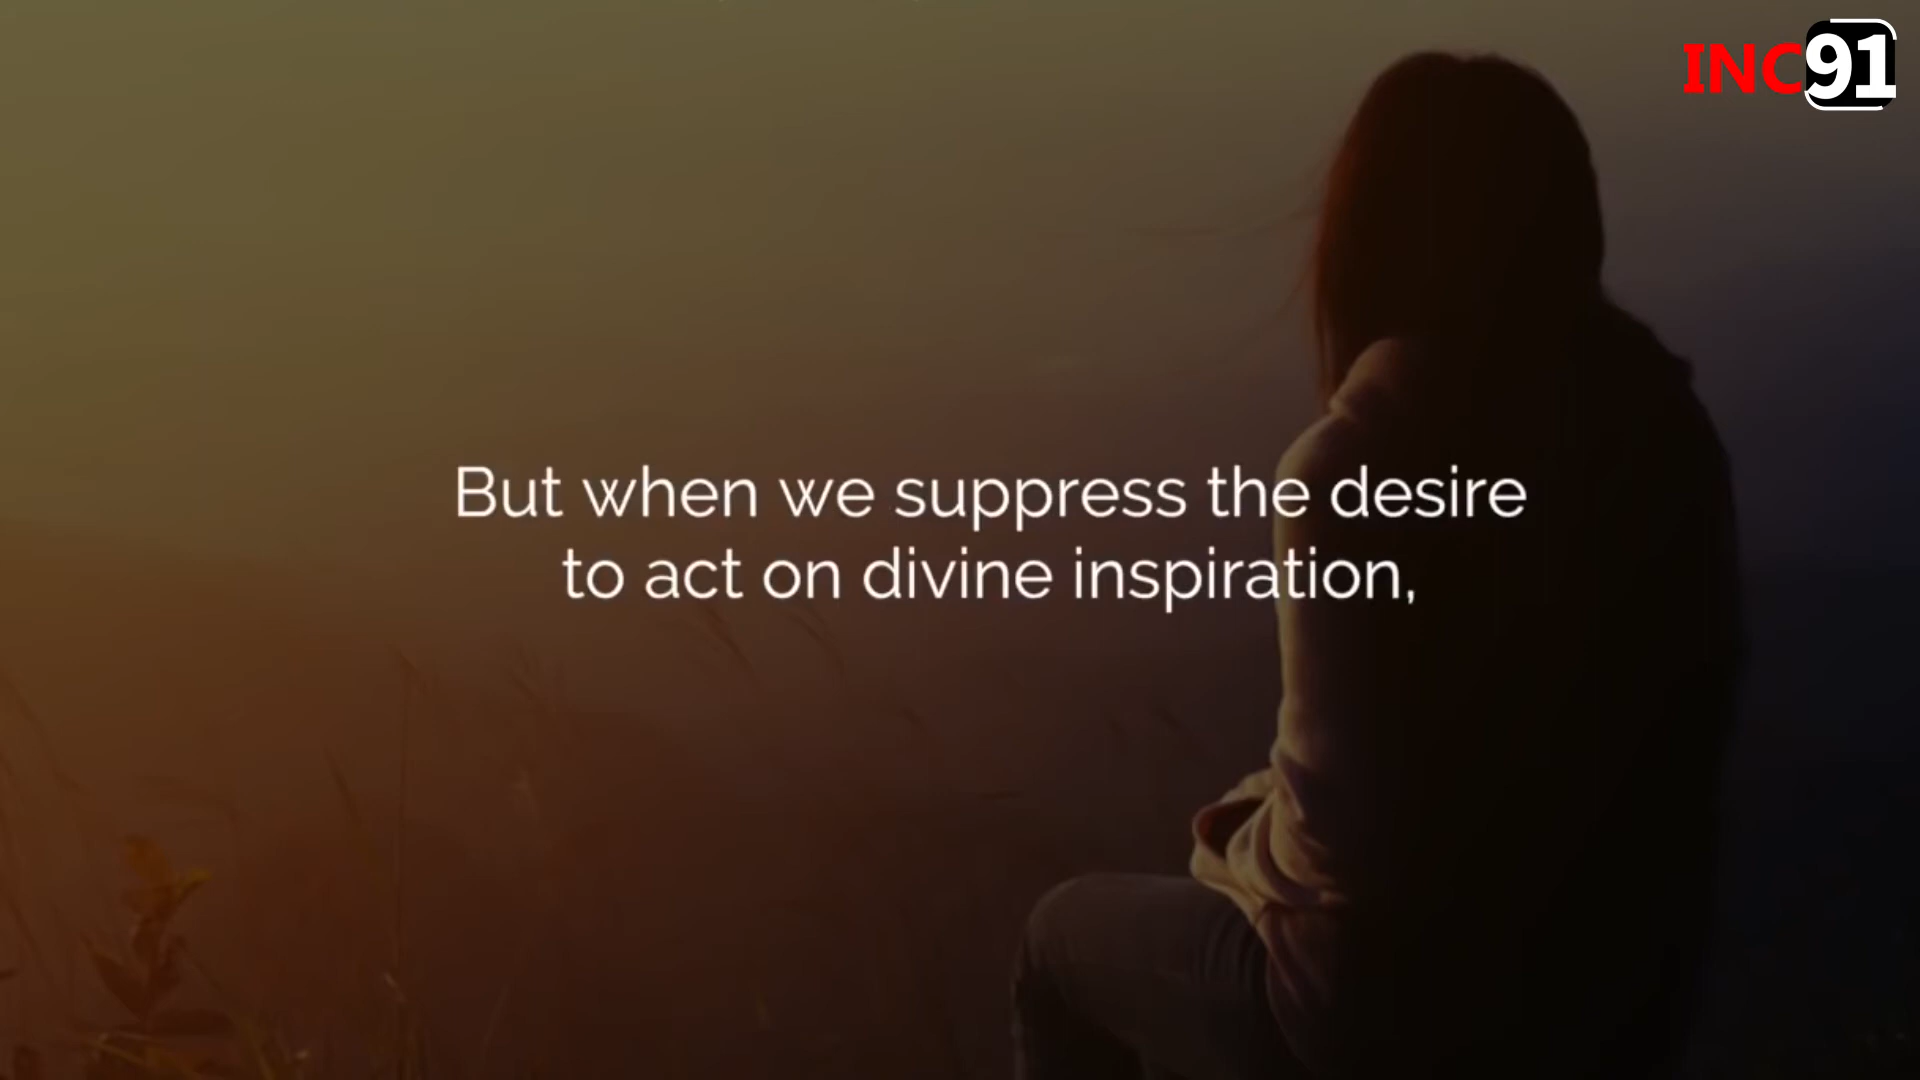 INC91
But when we suppress the desire
to act on divine inspiration,